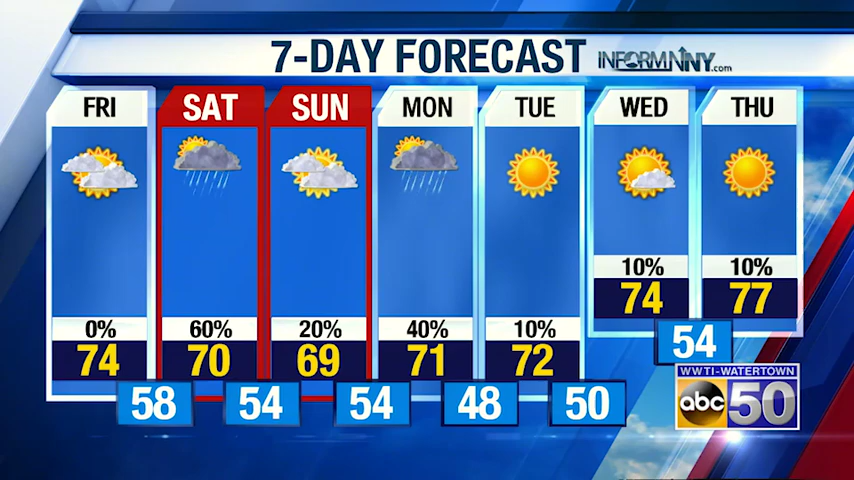 7-DAY FORECAST INFORMNNY.com
FRI SAT SUN MON TUE WED THU
0% 60% 20% 40% 10% 10% 10%
74 70 69 71 72 74 77
58 54 54 48 50 54
WWTI-WATERTOWN
abc 50